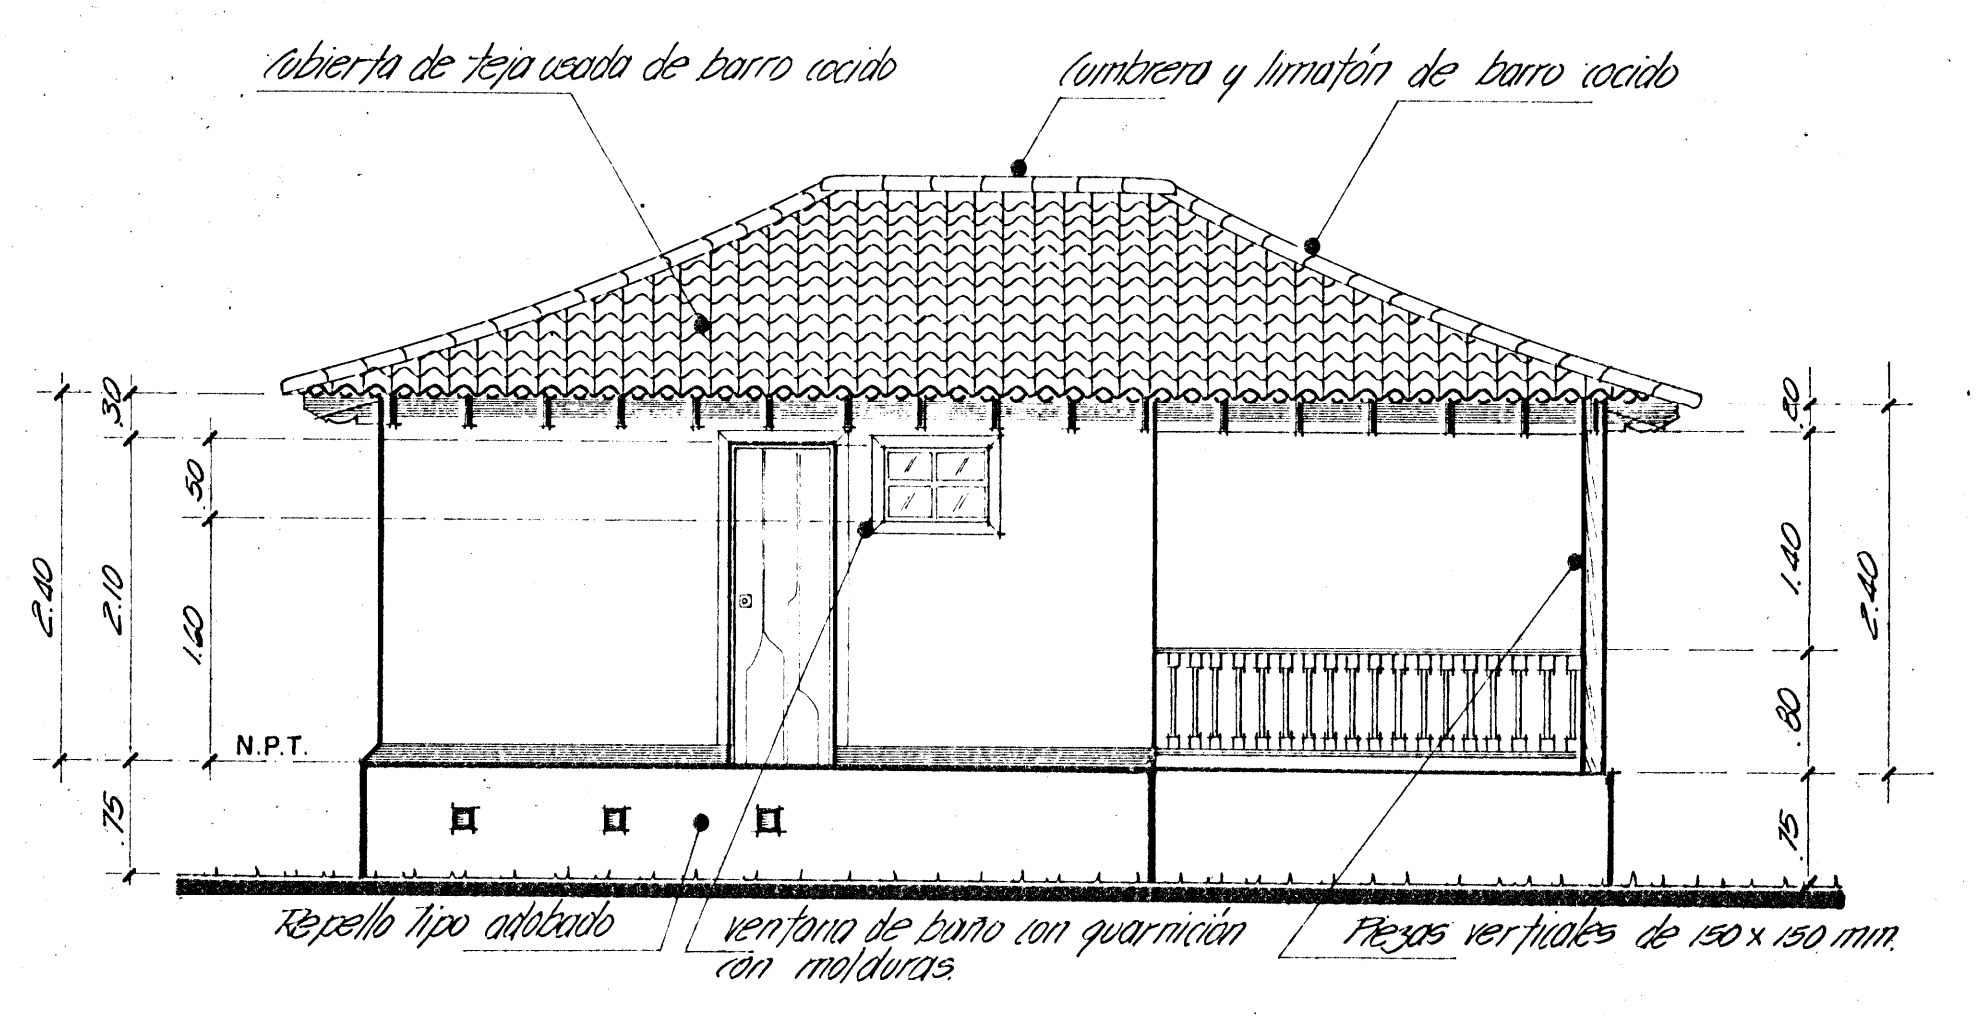 Cubierta de teja usada de barro cocido
Cumbrera y limatón de barro cocido
.30
.20
.50
2.40
2.10
1.60
1.40
2.40
.80
N.P.T.
.75
.75
Repello tipo adobado
ventana de baño con guarnición
con molduras.
Piezas verticales de 150 x 150 mm.